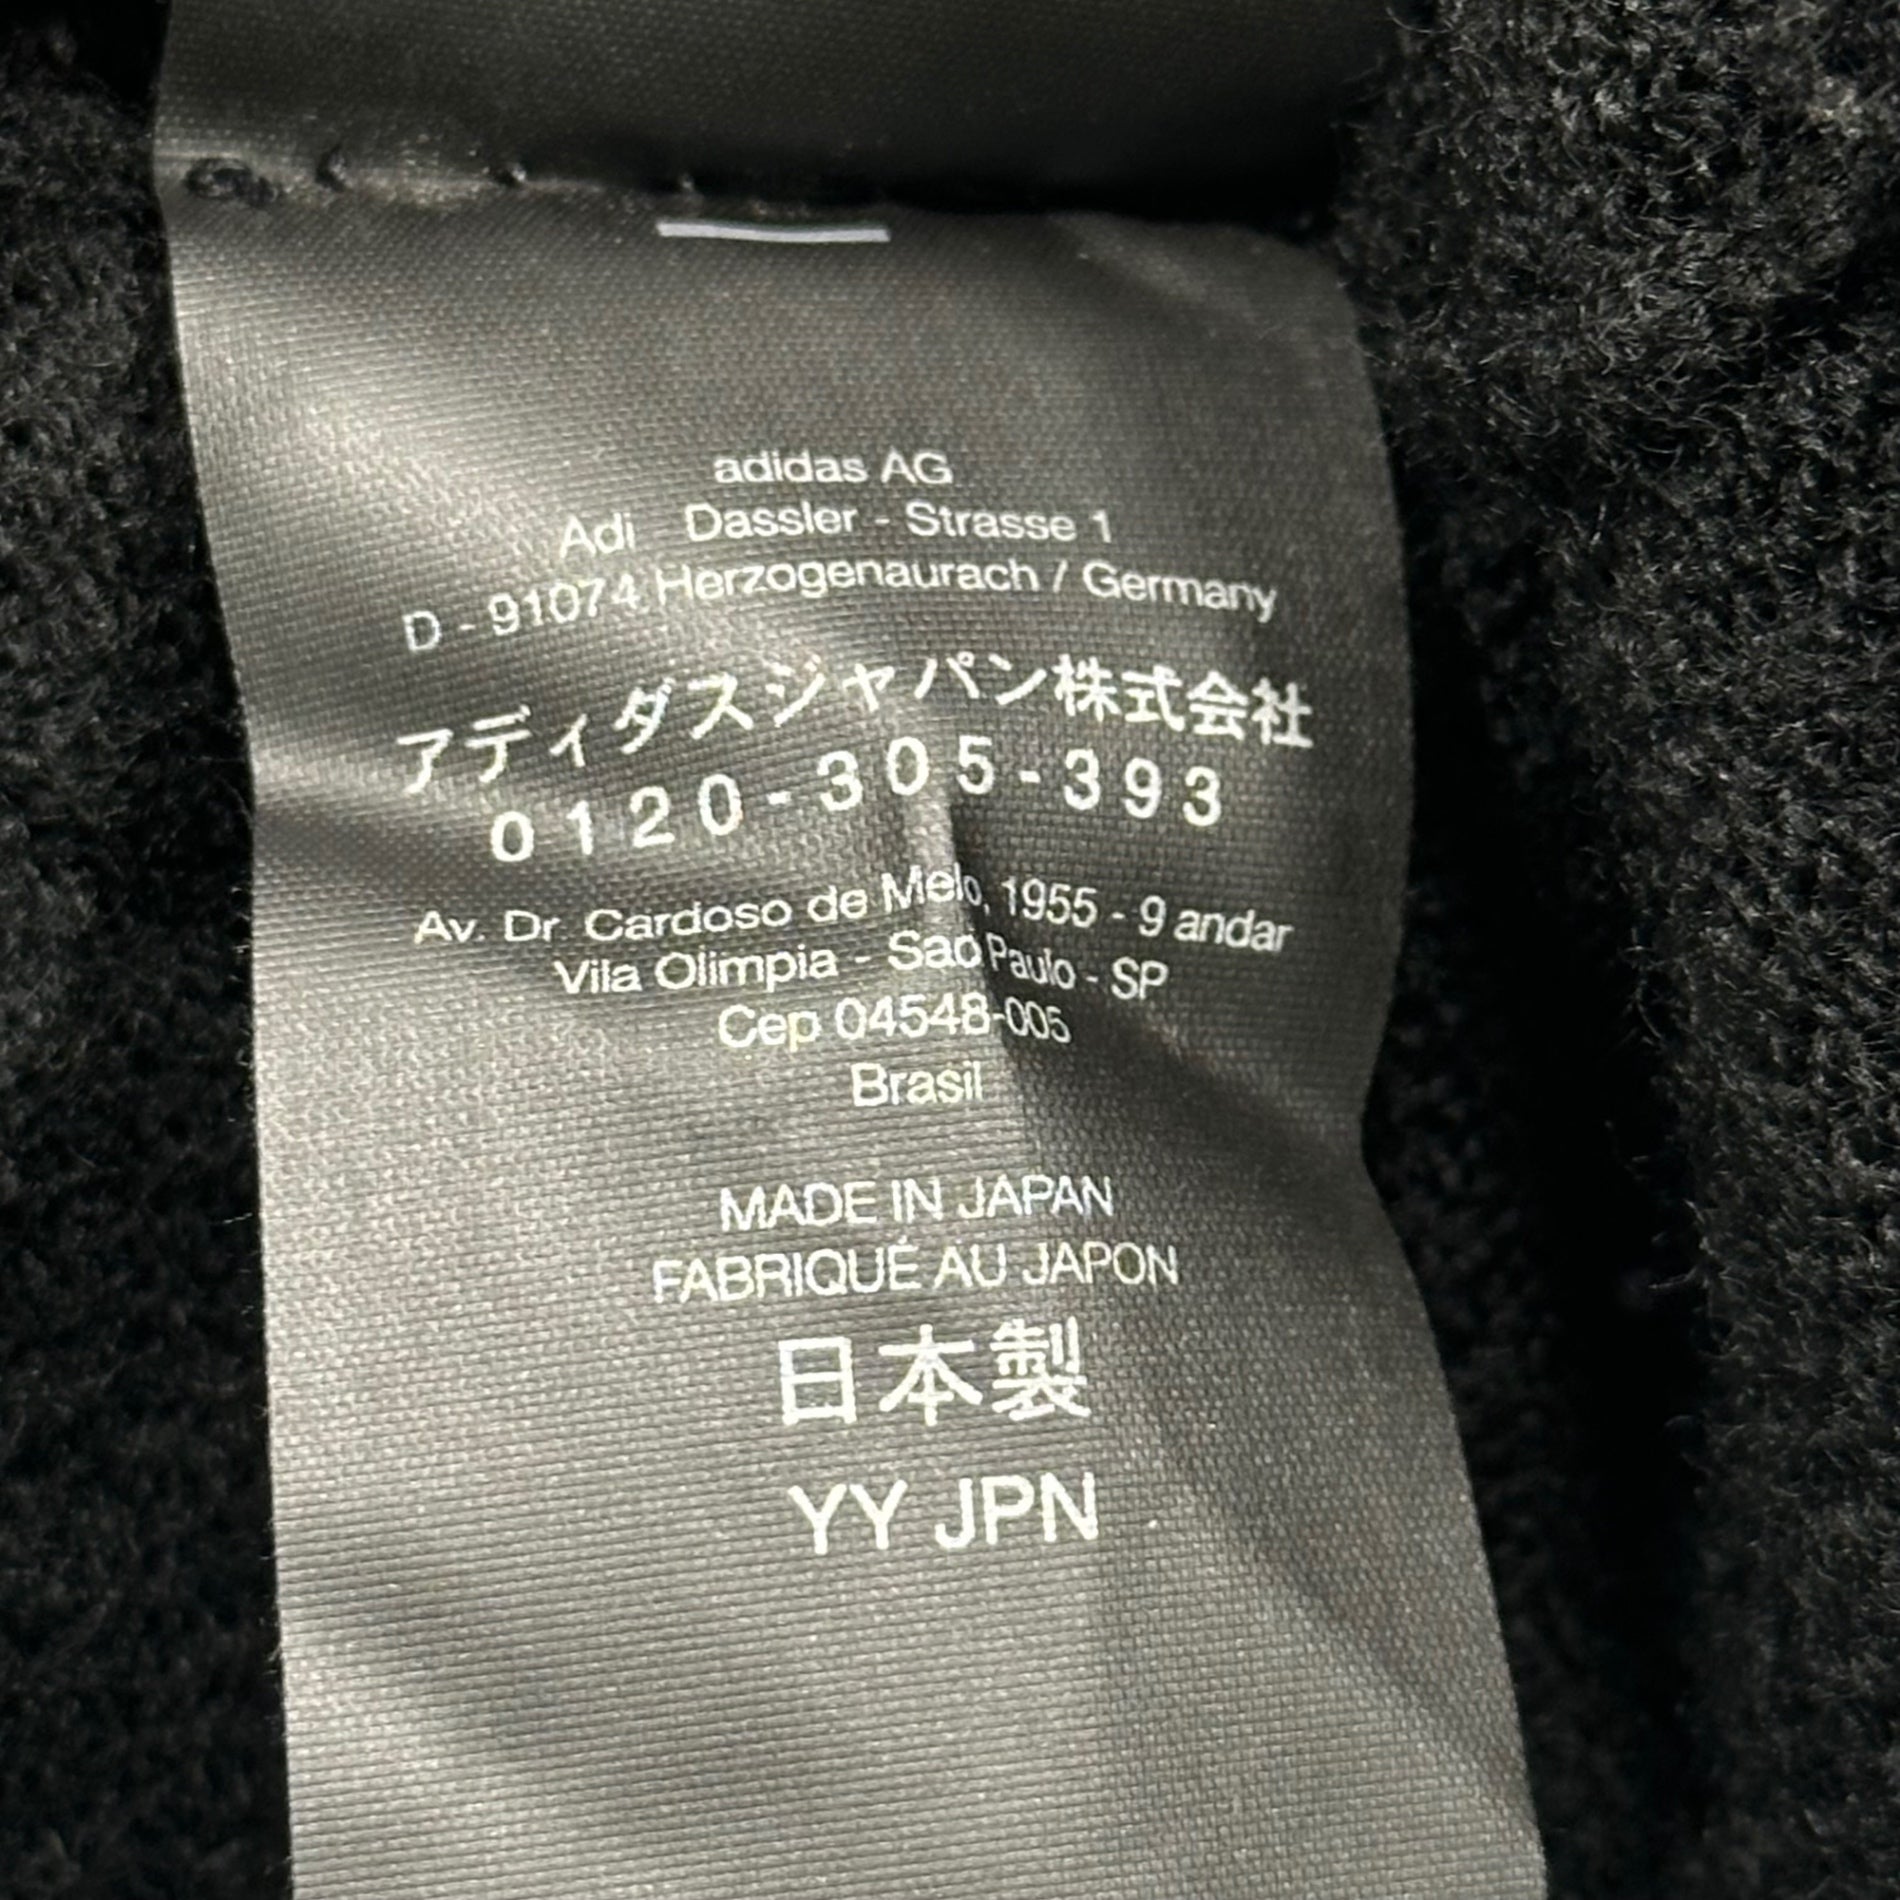 adidas AG
Adi Dassler - Strasse 1
D - 91074 Herzogenaurach / Germany
アディダスジャパン株式会社
0120-305-393
Av. Dr. Cardoso de Melo, 1955 - 9 andar
Vila Olimpia - Sao Paulo - SP
Cep 04548-005
Brasil
MADE IN JAPAN
FABRIQUÉ AU JAPON
日本製
YY JPN